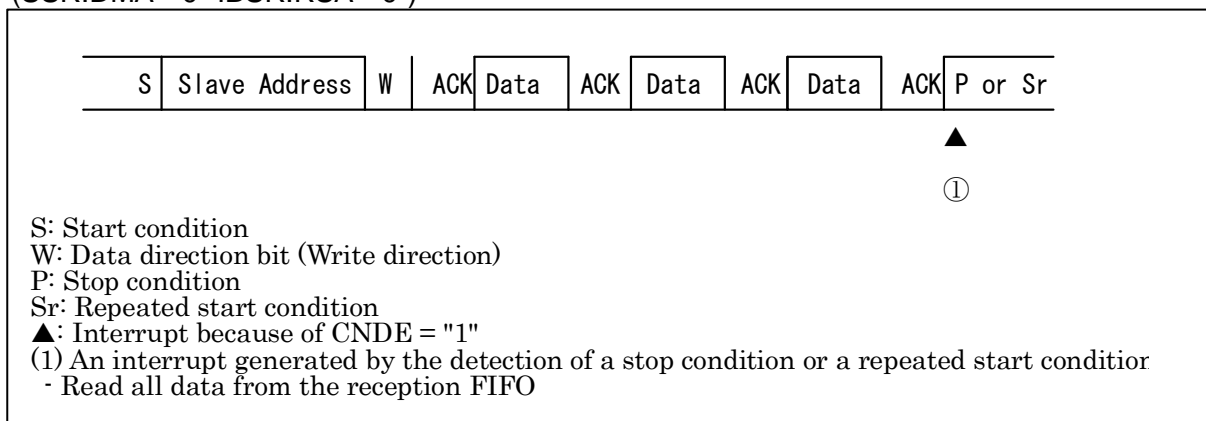 S Slave Address W ACK Data ACK Data ACK Data ACK P or Sr
▲
①
S: Start condition
W: Data direction bit (Write direction)
P: Stop condition
Sr: Repeated start condition
▲: Interrupt because of CNDE = "1"
(1) An interrupt generated by the detection of a stop condition or a repeated start condition
- Read all data from the reception FIFO